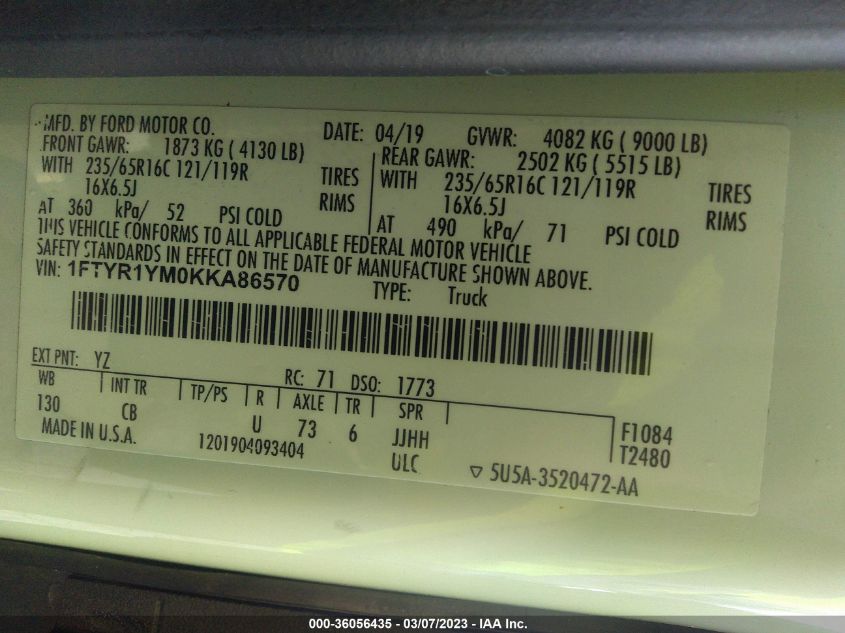 MFD. BY FORD MOTOR CO. DATE: 04/19 GVWR: 4082 KG ( 9000 LB)
FRONT GAWR: 1873 KG ( 4130 LB) REAR GAWR: 2502 KG ( 5515 LB)
WITH 235/65R16C 121/119R TIRES WITH 235/65R16C 121/119R TIRES
16X6.5J RIMS 16X6.5J RIMS
AT 360 kPa/ 52 PSI COLD AT 490 kPa/ 71 PSI COLD
THIS VEHICLE CONFORMS TO ALL APPLICABLE FEDERAL MOTOR VEHICLE
SAFETY STANDARDS IN EFFECT ON THE DATE OF MANUFACTURE SHOWN ABOVE.
VIN: 1FTYR1YM0KKA86570 TYPE: Truck
EXT PNT: YZ RC: 71 DSO: 1773
WB INT TR TP/PS R AXLE TR SPR
130 CB U 73 6 JJHH F1084
MADE IN U.S.A. 1201904093404 ULC T2480
▽ 5U5A-3520472-AA
000-36056435 - 03/07/2023 - IAA Inc.